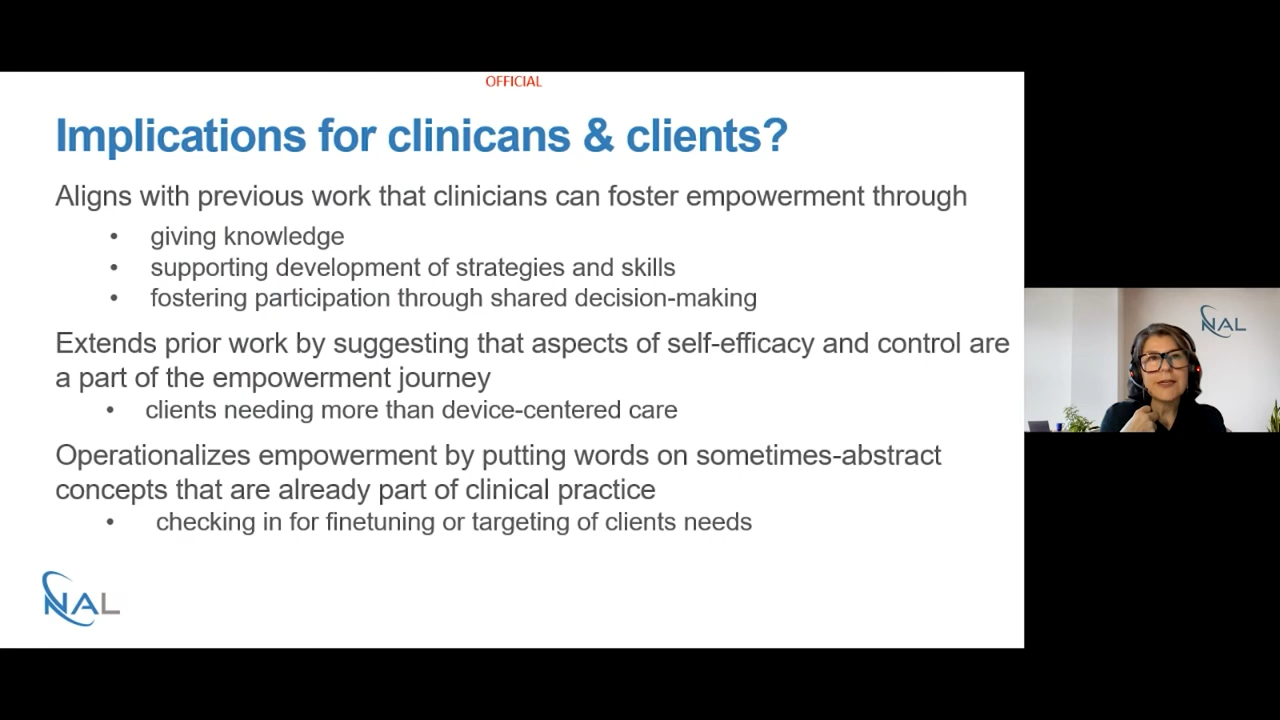 OFFICIAL
Implications for clinicans & clients?
Aligns with previous work that clinicians can foster empowerment through
• giving knowledge
• supporting development of strategies and skills
• fostering participation through shared decision-making
Extends prior work by suggesting that aspects of self-efficacy and control are
a part of the empowerment journey
• clients needing more than device-centered care
Operationalizes empowerment by putting words on sometimes-abstract
concepts that are already part of clinical practice
• checking in for finetuning or targeting of clients needs
NAL
NAL